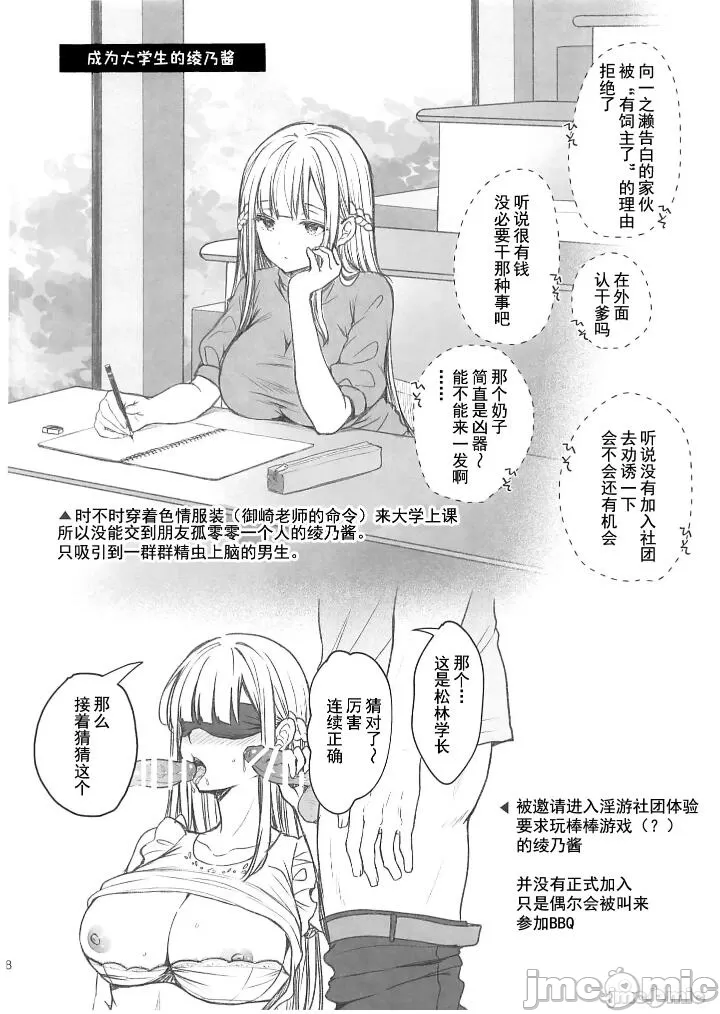 成为大学生的绫乃酱
向一之濑告白的家伙
被“有饲主了”的理由
拒绝了
听说很有钱
没必要干那种事吧
在外面
认干爹吗
那个奶子
简直是凶器～
能不能来一发啊
……
听说没有加入社团
去劝诱一下
会不会还有机会
▲时不时穿着色情服装（御崎老师的命令）来大学上课
所以没能交到朋友孤零零一个人的绫乃酱。
只吸引到一群群精虫上脑的男生。
那个…
这是松林学长
猜对了～
厉害
连续正确
那么
接着猜猜这个
◀被邀请进入淫游社团体验
要求玩棒棒游戏（？）
的绫乃酱
并没有正式加入
只是偶尔会被叫来
参加BBQ
8
jmcomic